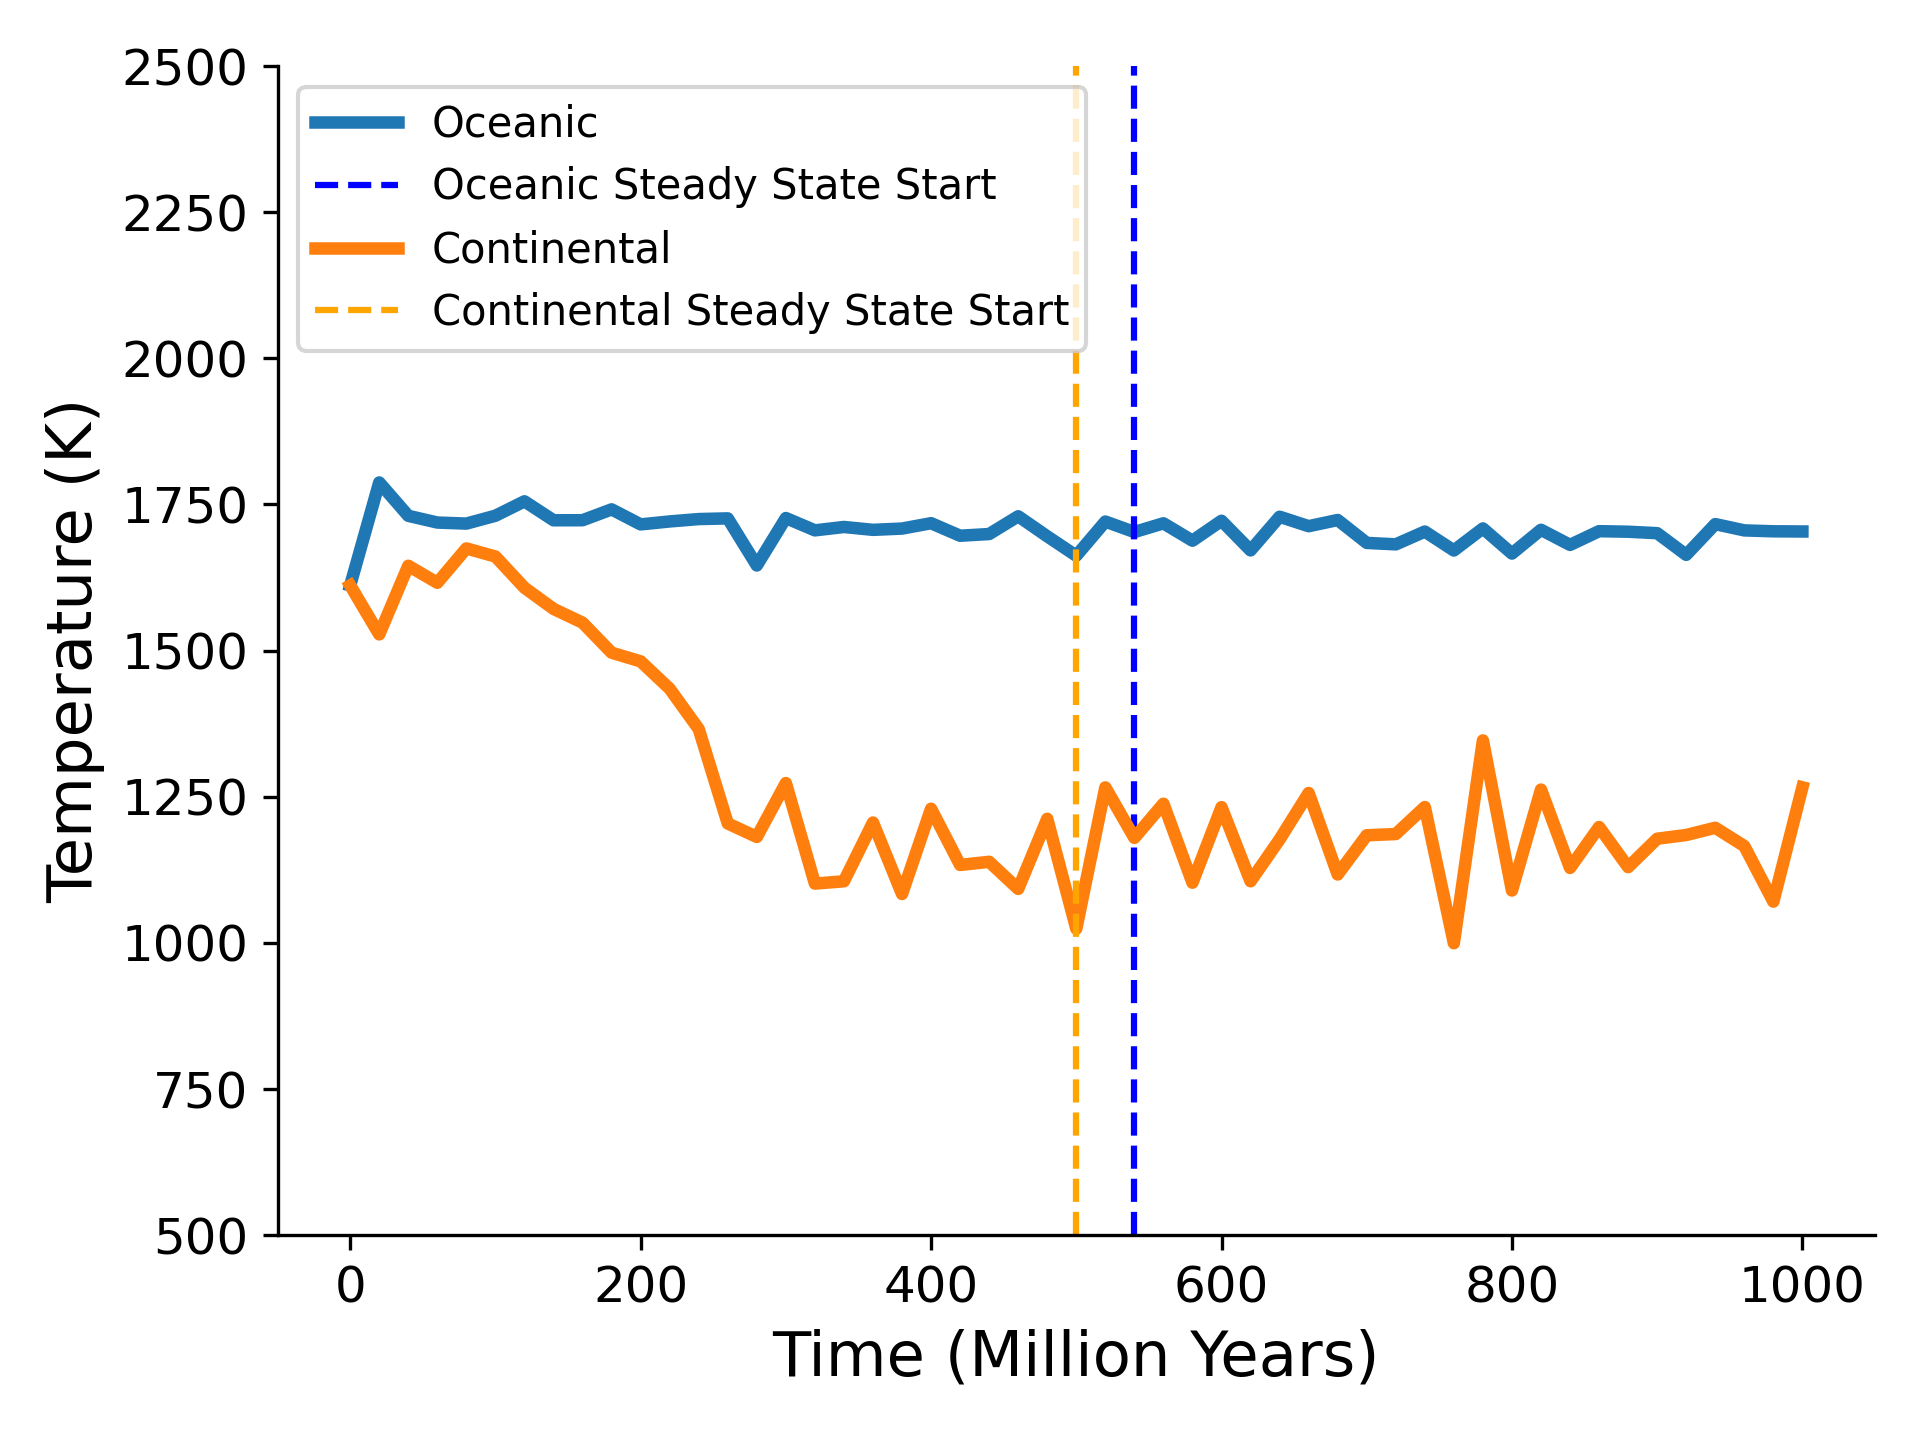 2500
2250
2000
1750
1500
1250
1000
750
500
Temperature (K)
Oceanic
Oceanic Steady State Start
Continental
Continental Steady State Start
0 200 400 600 800 1000
Time (Million Years)